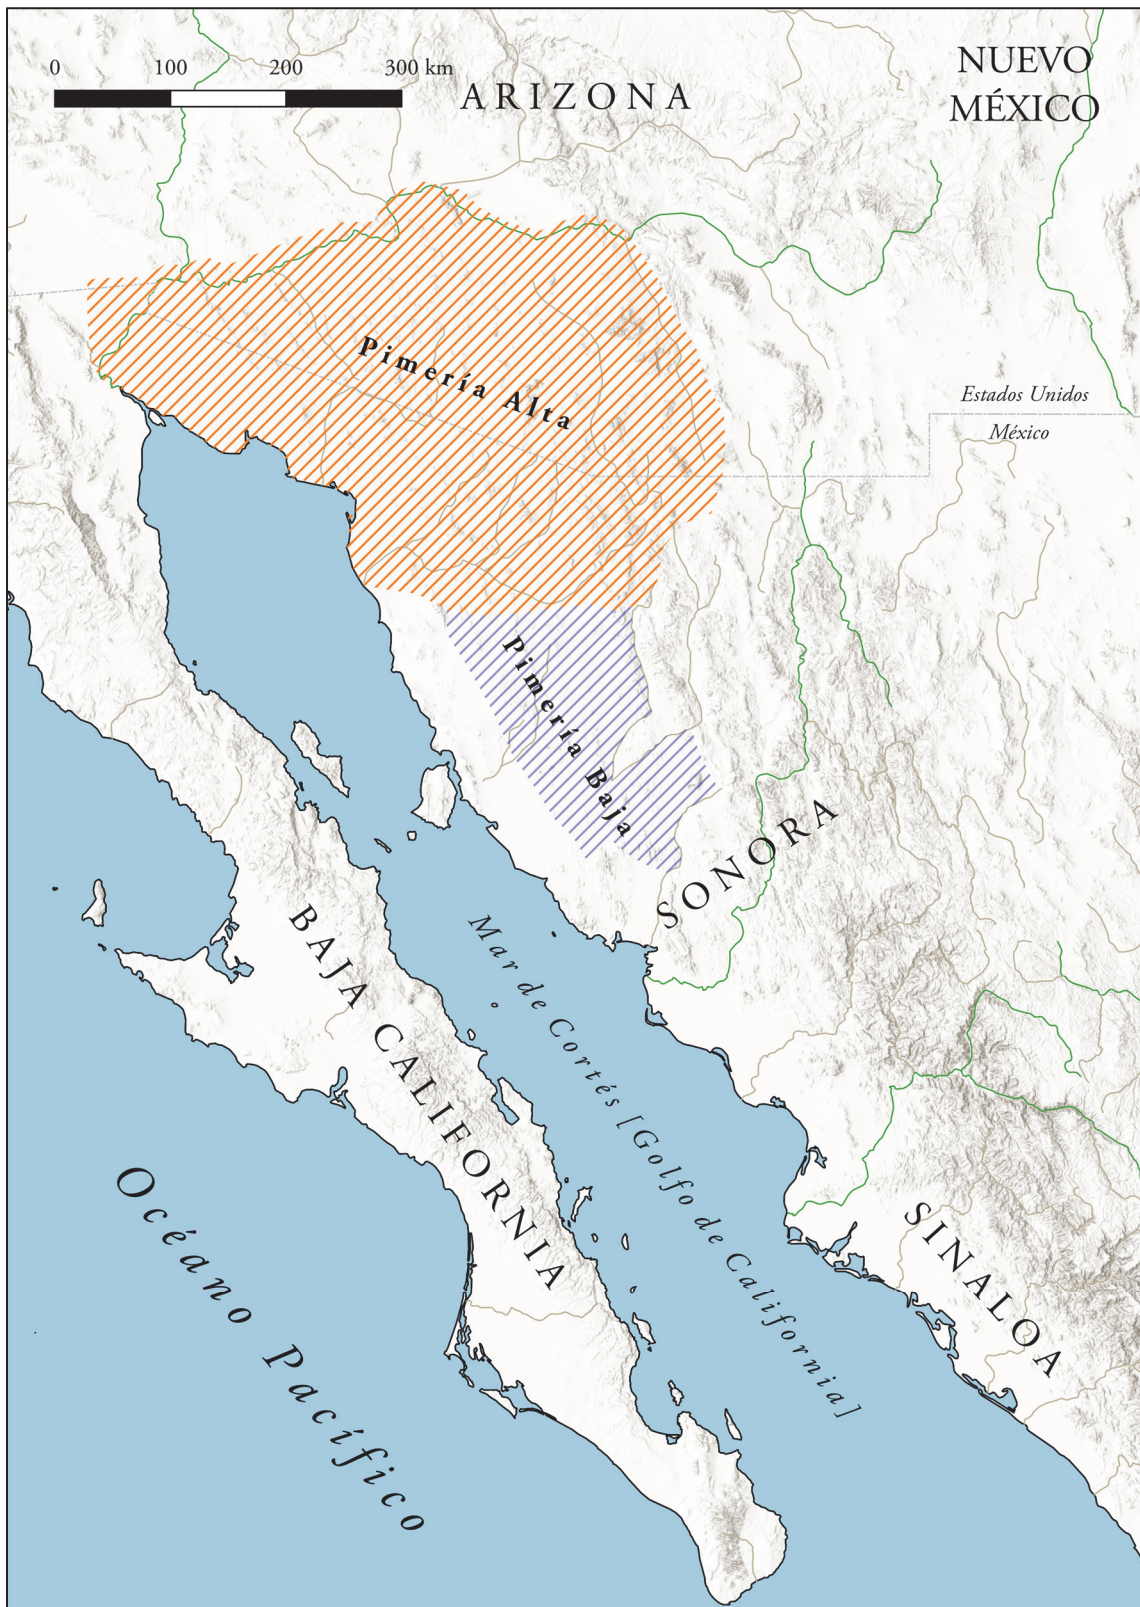 0 100 200 300 km
ARIZONA
NUEVO
MÉXICO
Pimería Alta
Estados Unidos
México
Pimería Baja
SONORA
BAJA CALIFORNIA
Mar de Cortés [Golfo de California]
SINALOA
Océano Pacífico